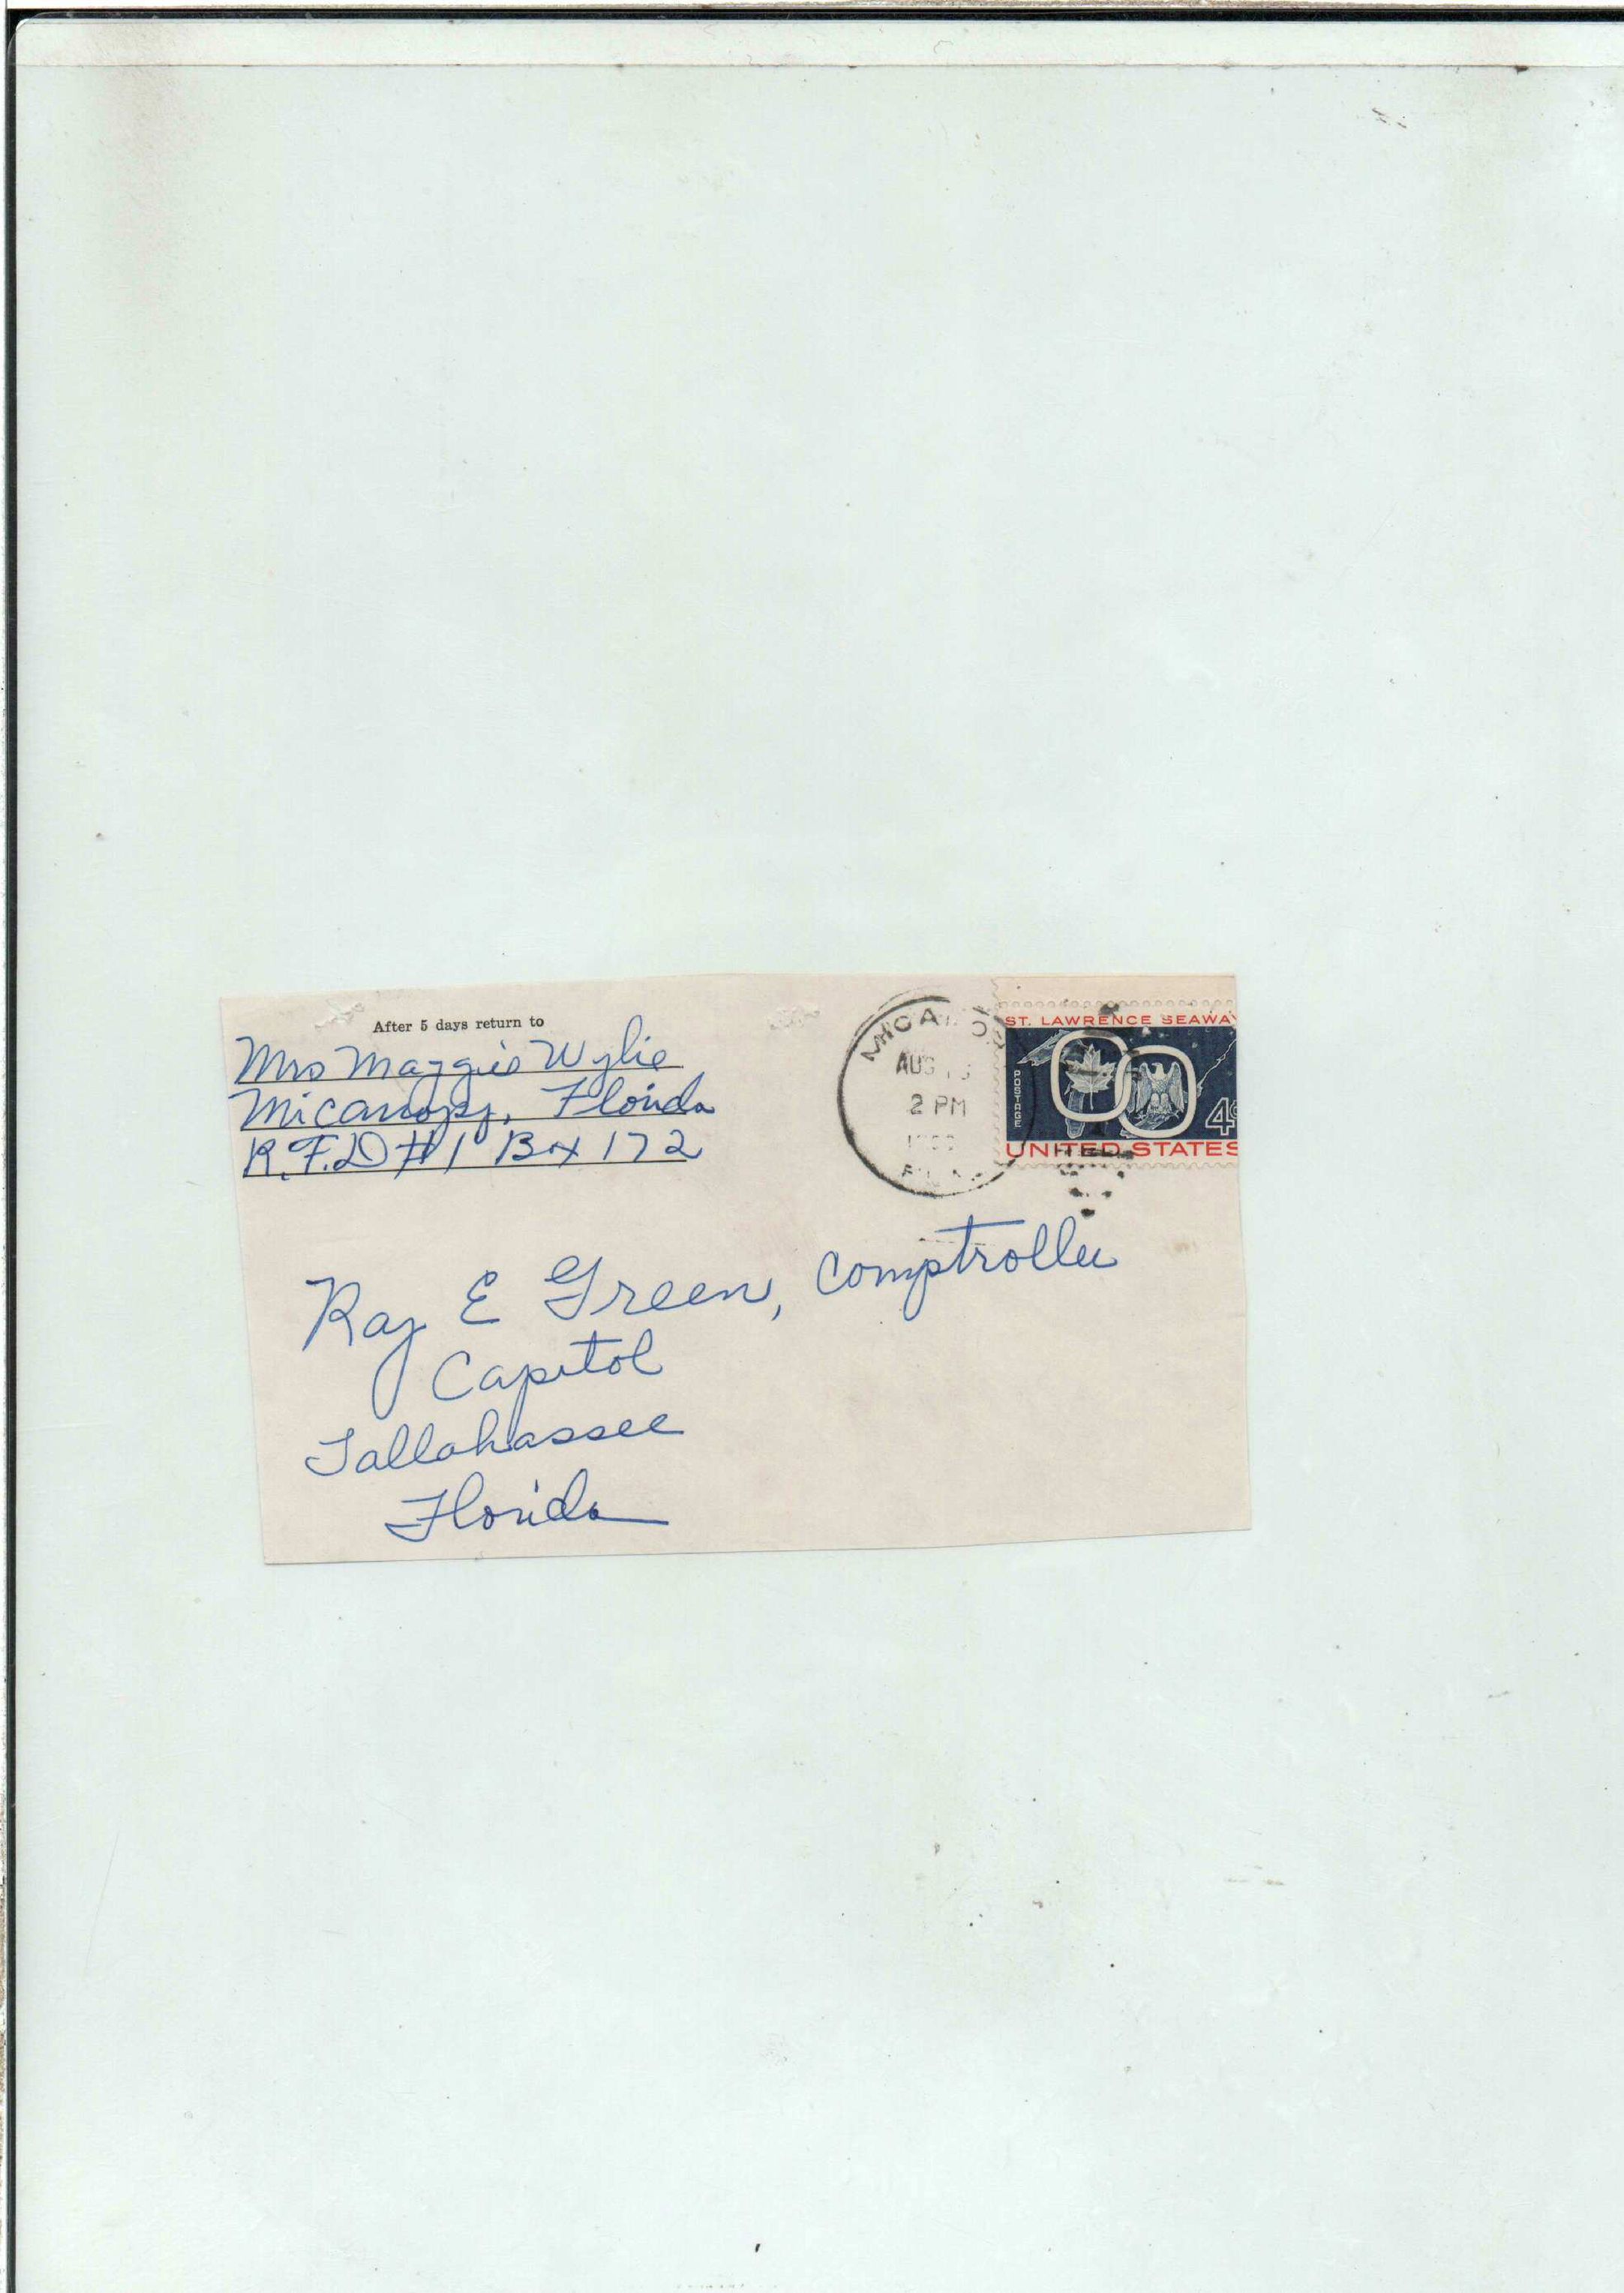 After 5 days return to
Mrs Maggie Wylie
Micanopy, Florida
R.F.D #1 Box 172
AUG
2 PM
ST. LAWRENCE SEAWAY
POSTAGE
4¢
UNITED STATES
Ray E Green, Comptroller
Capitol
Tallahassee
Florida